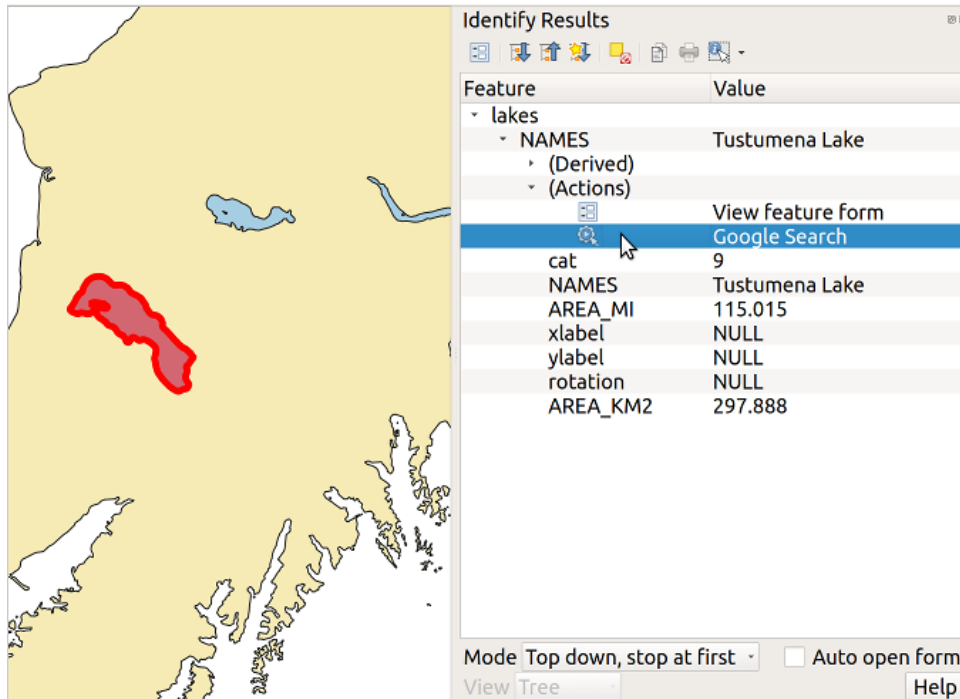 Identify Results
Feature Value
lakes
NAMES Tustumena Lake
(Derived)
(Actions)
View feature form
Google Search
cat 9
NAMES Tustumena Lake
AREA_MI 115.015
xlabel NULL
ylabel NULL
rotation NULL
AREA_KM2 297.888
Mode Top down, stop at first Auto open form
View Tree Help